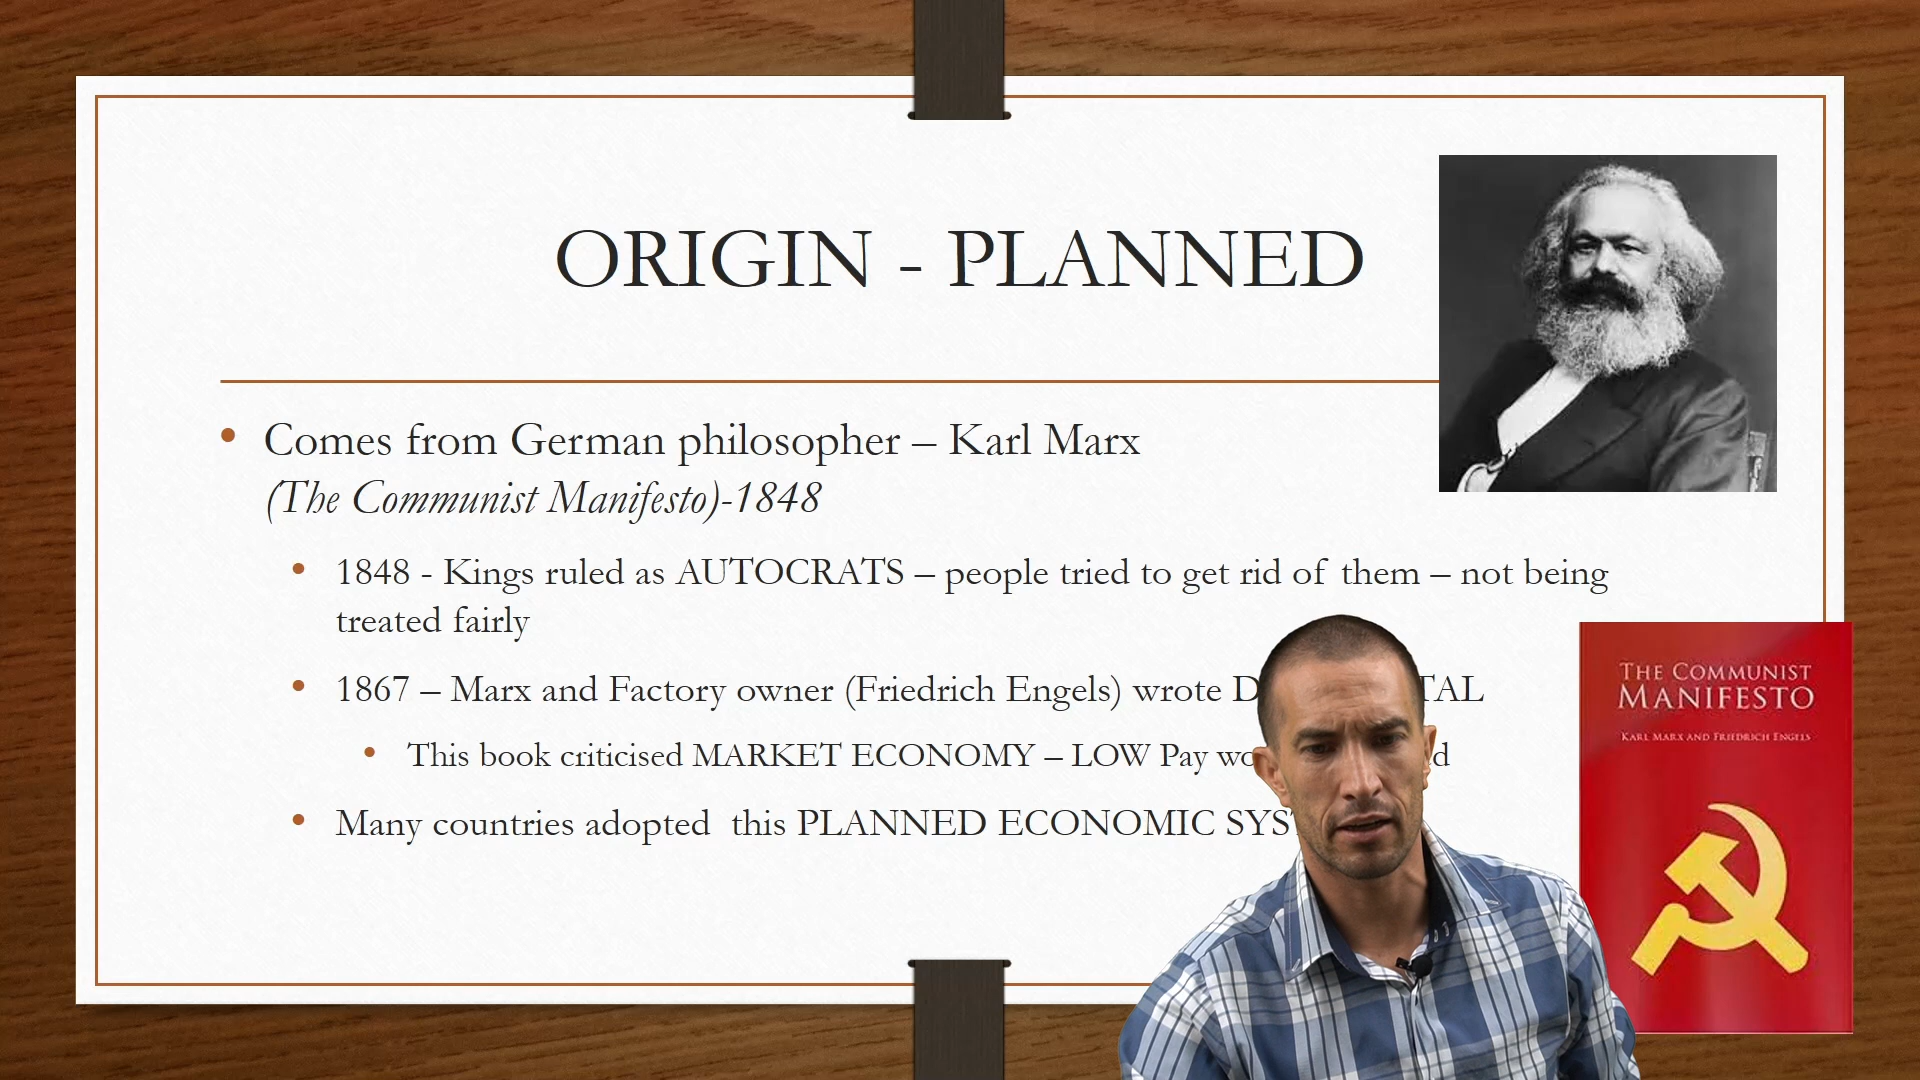 ORIGIN - PLANNED
• Comes from German philosopher – Karl Marx
(The Communist Manifesto)-1848
• 1848 - Kings ruled as AUTOCRATS – people tried to get rid of them – not being
treated fairly
• 1867 – Marx and Factory owner (Friedrich Engels) wrote
• This book criticised MARKET ECONOMY – LOW Pay
• Many countries adopted this PLANNED ECONOMIC
THE COMMUNIST
MANIFESTO
KARL MARX AND FRIEDRICH ENGELS